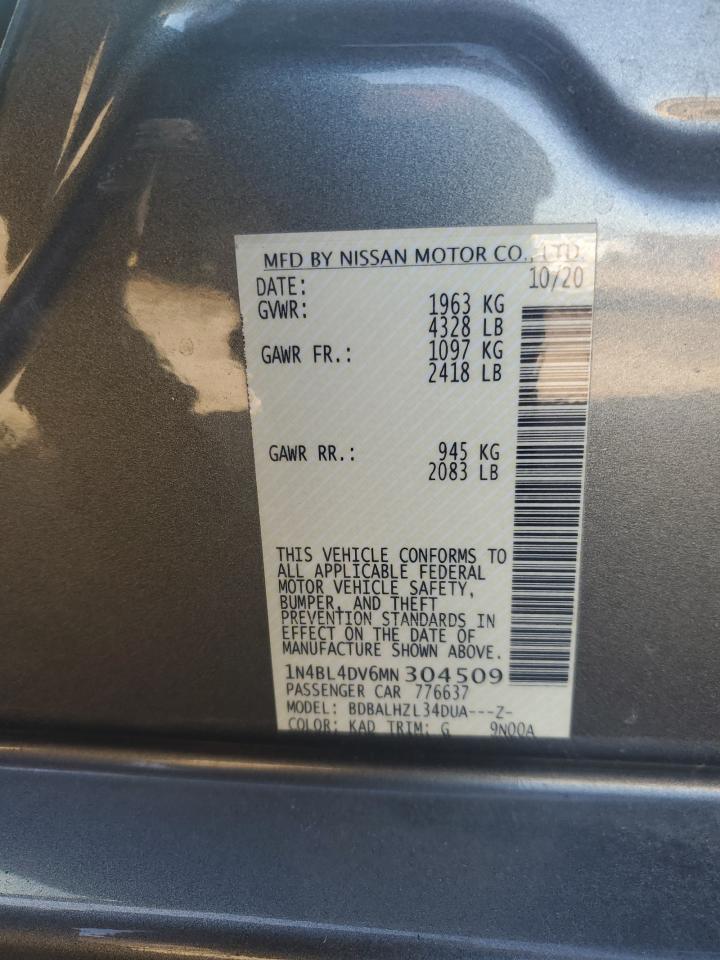 MFD BY NISSAN MOTOR CO., LTD.
DATE: 10/20
GVWR: 1963 KG
4328 LB
GAWR FR.: 1097 KG
2418 LB
GAWR RR.: 945 KG
2083 LB
THIS VEHICLE CONFORMS TO
ALL APPLICABLE FEDERAL
MOTOR VEHICLE SAFETY,
BUMPER, AND THEFT
PREVENTION STANDARDS IN
EFFECT ON THE DATE OF
MANUFACTURE SHOWN ABOVE.
1N4BL4DV6MN 304509
PASSENGER CAR 776637
MODEL: BDBALHZL34DUA---Z-
COLOR: KAD TRIM: G 9N00A